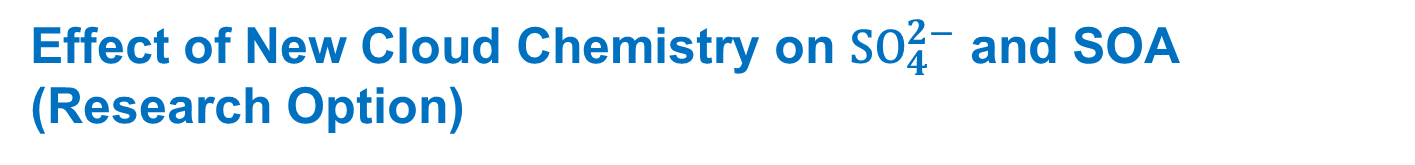 Effect of New Cloud Chemistry on SO₄²⁻ and SOA
(Research Option)